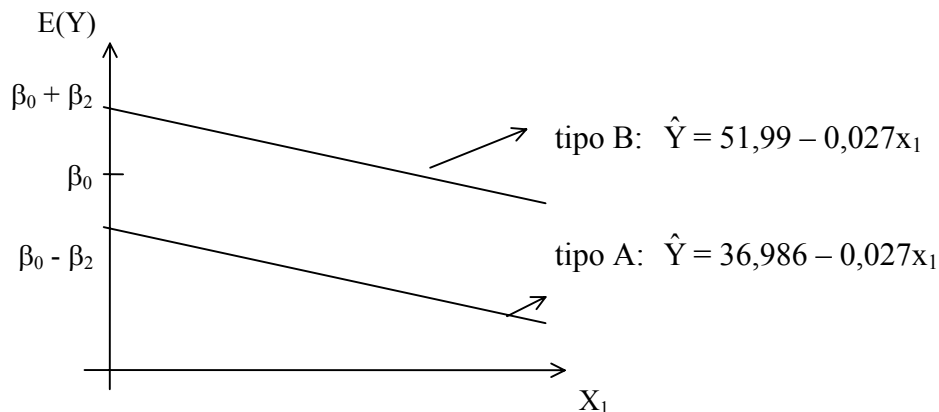 E(Y)
β₀ + β₂
tipo B: Ŷ = 51,99 – 0,027x₁
β₀
β₀ - β₂
tipo A: Ŷ = 36,986 – 0,027x₁
X₁